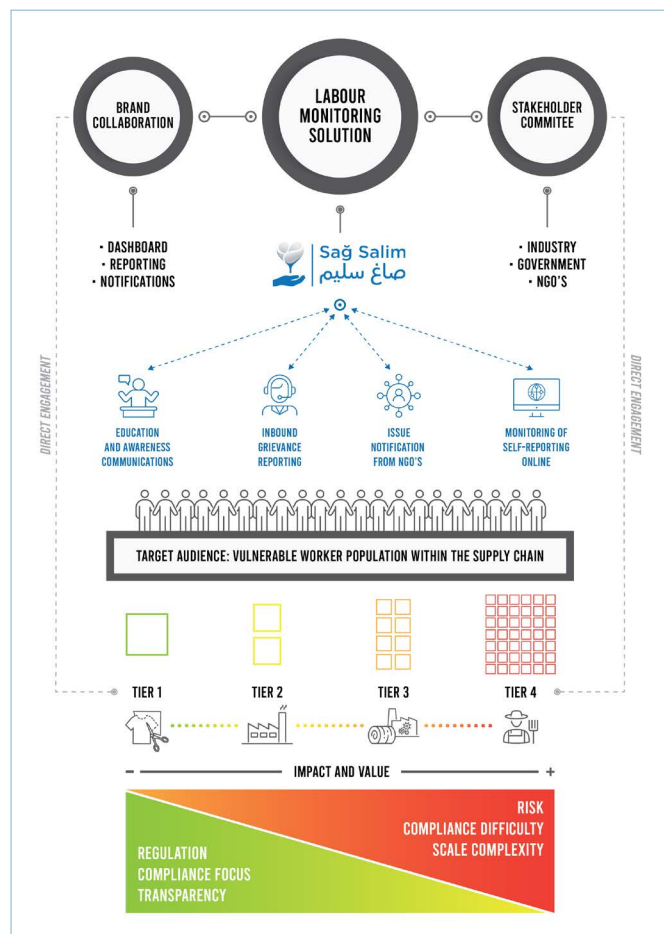 BRAND
COLLABORATION
LABOUR
MONITORING
SOLUTION
STAKEHOLDER
COMMITEE
• DASHBOARD
• REPORTING
• NOTIFICATIONS
Sağ Salim
صاغ سليم
• INDUSTRY
• GOVERNMENT
• NGO'S
DIRECT ENGAGEMENT
DIRECT ENGAGEMENT
EDUCATION
AND AWARENESS
COMMUNICATIONS
INBOUND
GRIEVANCE
REPORTING
ISSUE
NOTIFICATION
FROM NGO'S
MONITORING OF
SELF-REPORTING
ONLINE
TARGET AUDIENCE: VULNERABLE WORKER POPULATION WITHIN THE SUPPLY CHAIN
TIER 1
TIER 2
TIER 3
TIER 4
- IMPACT AND VALUE +
RISK
COMPLIANCE DIFFICULTY
SCALE COMPLEXITY
REGULATION
COMPLIANCE FOCUS
TRANSPARENCY